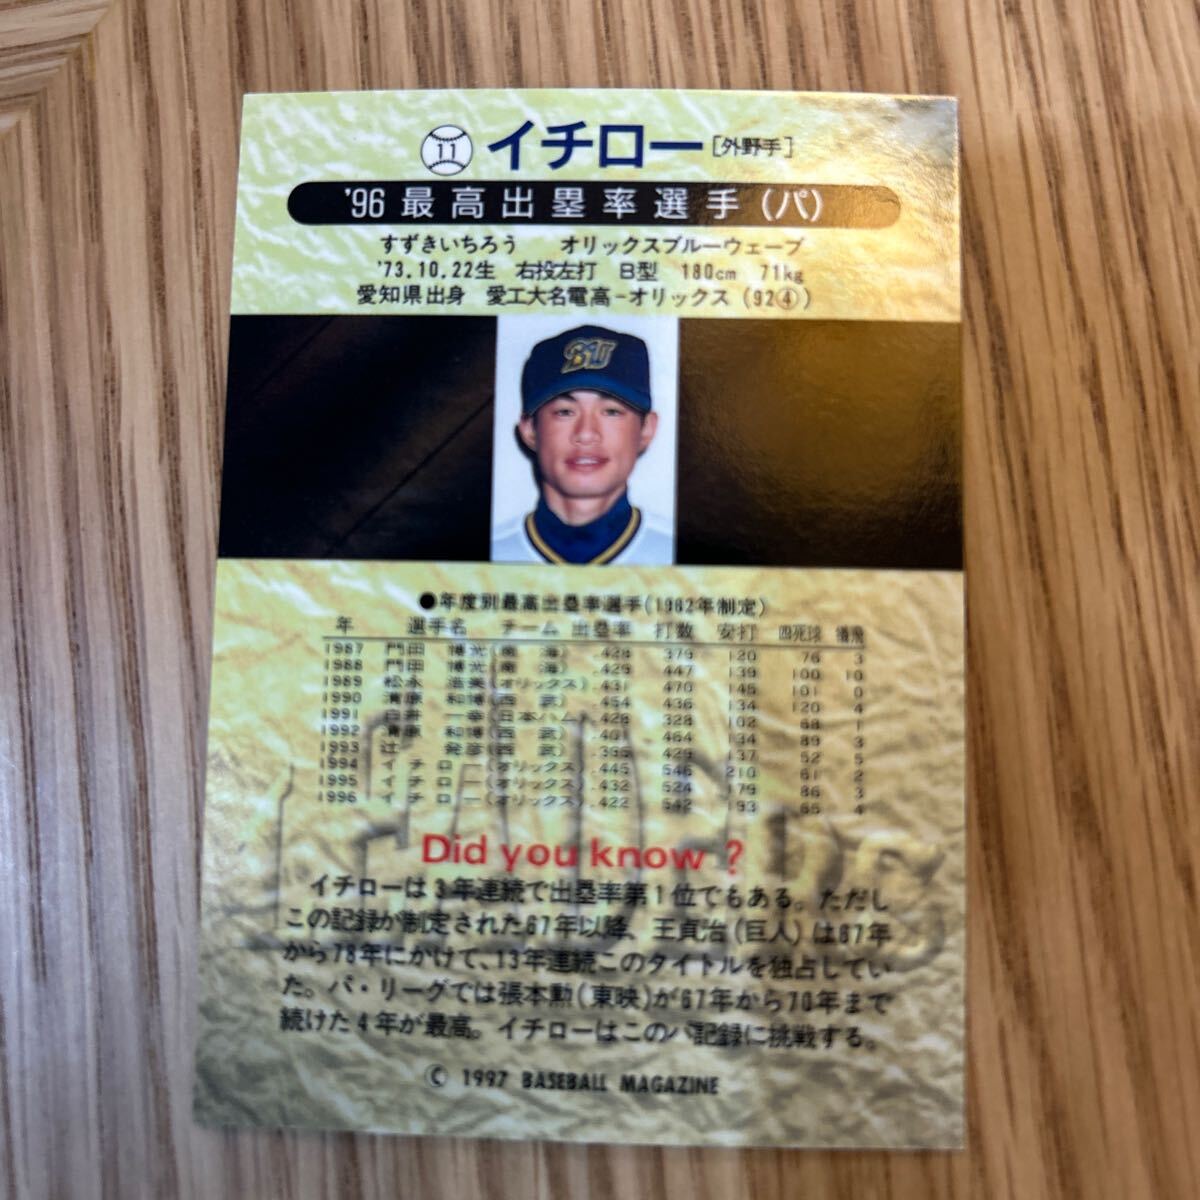 11 イチロー [外野手]
'96 最高出塁率選手 (パ)
すずきいちろう オリックスブルーウェーブ
'73.10.22生 右投左打 B型 180cm 71kg
愛知県出身 愛工大名電高-オリックス (92④)
BW
●年度別最高出塁率選手(1962年制定)
年 選手名 チーム 出塁率 打数 安打 四死球 犠飛
1987 門田 博光(南 海) .428 379 120 76 3
1988 門田 博光(南 海) .429 447 139 100 10
1989 松永 浩美(オリックス) .431 470 145 101 0
1990 清原 和博(西 武) .454 436 134 120 4
1991 白井 一幸(日本ハム) .428 328 102 68 1
1992 清原 和博(西 武) .401 464 134 89 3
1993 辻 発彦(西 武) .395 429 137 52 5
1994 イ チ ロ ー(オリックス) .445 546 210 61 2
1995 イ チ ロ ー(オリックス) .432 524 179 86 3
1996 イ チ ロ ー(オリックス) .422 542 193 65 4
Did you know ?
イチローは3年連続で出塁率第1位でもある。ただし
この記録が制定された67年以降、王貞治(巨人)は67年
から78年にかけて、13年連続このタイトルを独占してい
た。パ・リーグでは張本勲(東映)が67年から70年まで
続けた4年が最高。イチローはこのパ記録に挑戦する。
© 1997 BASEBALL MAGAZINE